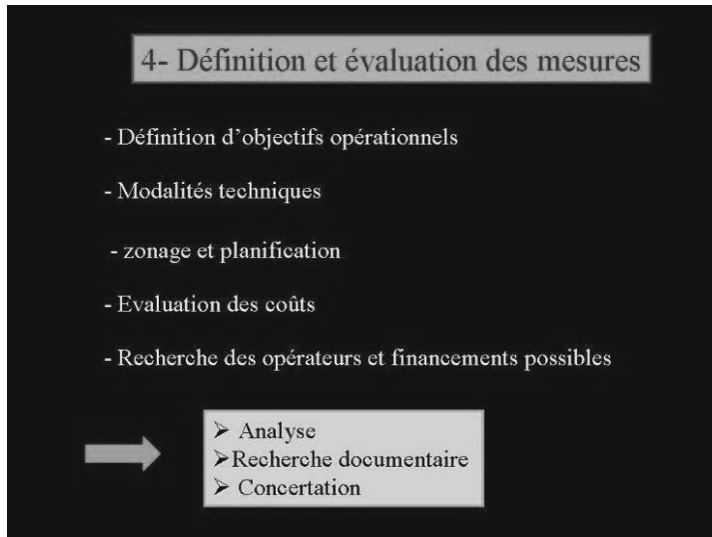 4- Définition et évaluation des mesures
- Définition d’objectifs opérationnels
- Modalités techniques
- zonage et planification
- Evaluation des coûts
- Recherche des opérateurs et financements possibles
➢ Analyse
➢Recherche documentaire
➢ Concertation